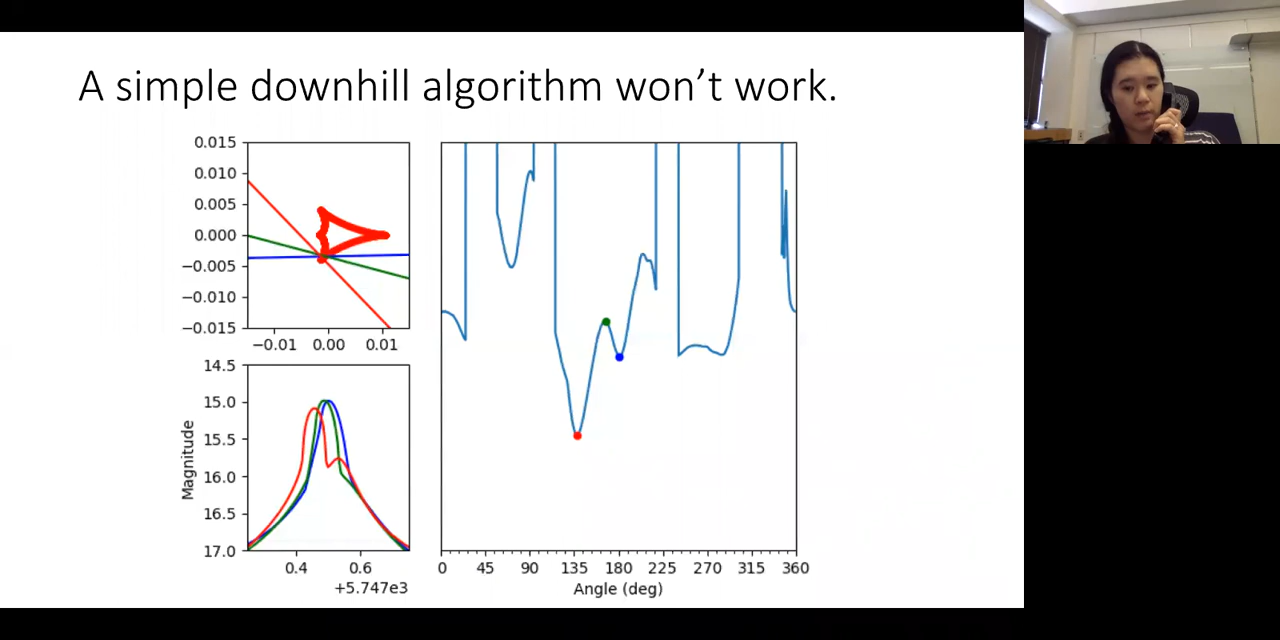 A simple downhill algorithm won't work.
0.015
0.010
0.005
0.000
−0.005
−0.010
−0.015
−0.01 0.00 0.01
14.5
15.0
15.5
16.0
16.5
17.0
Magnitude
0.4 0.6
+5.747e3
0 45 90 135 180 225 270 315 360
Angle (deg)